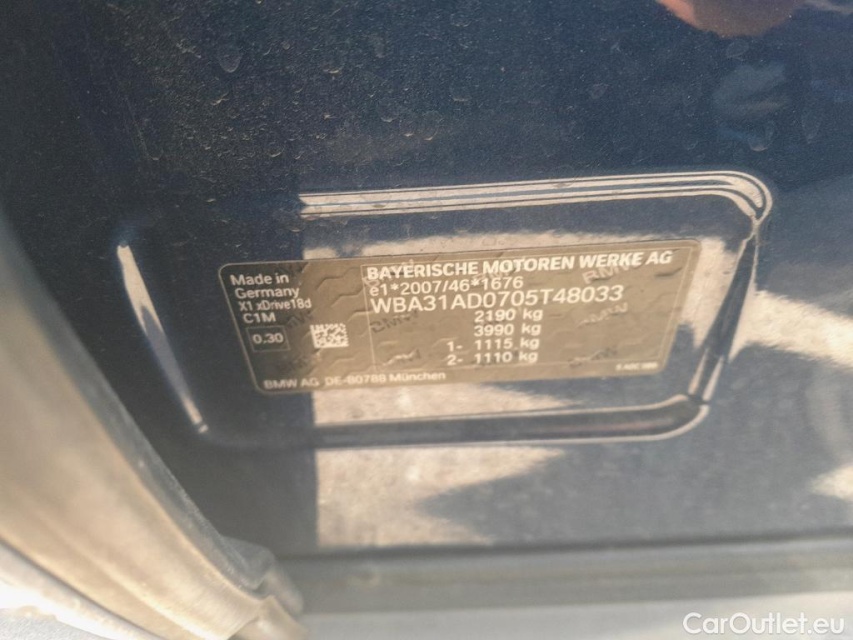 Made in
Germany
X1 xDrive18d
C1M
0.30
BAYERISCHE MOTOREN WERKE AG
e1*2007/46*1676
WBA31AD0705T48033
2190 kg
3990 kg
1- 1115 kg
2- 1110 kg
BMW AG DE-80788 München
CarOutlet.eu